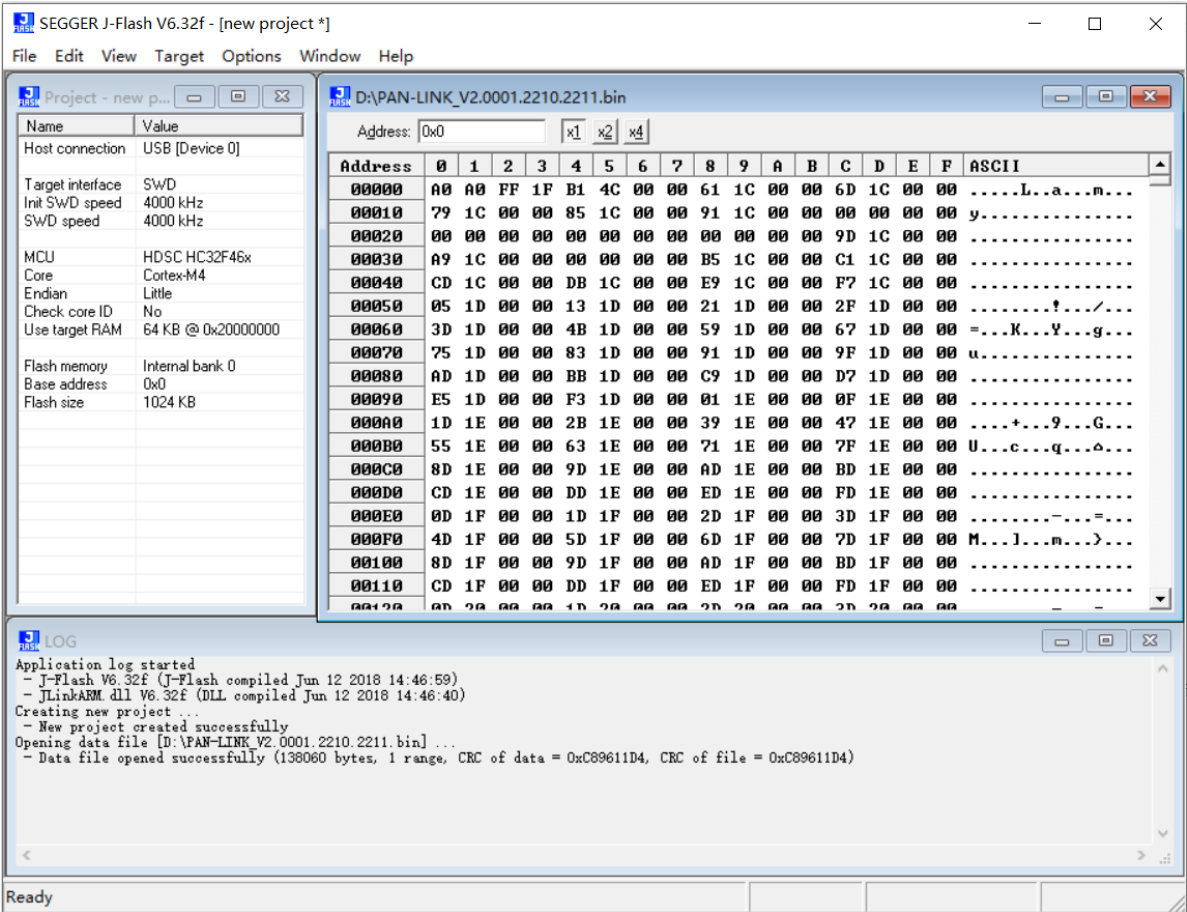 SEGGER J-Flash V6.32f - [new project *]
File Edit View Target Options Window Help
Project - new p...
Name Value
Host connection USB [Device 0]
Target interface SWD
Init SWD speed 4000 kHz
SWD speed 4000 kHz
MCU HDSC HC32F46x
Core Cortex-M4
Endian Little
Check core ID No
Use target RAM 64 KB @ 0x20000000
Flash memory Internal bank 0
Base address 0x0
Flash size 1024 KB
D:\PAN-LINK_V2.0001.2210.2211.bin
Address: 0x0 x1 x2 x4
Address 0 1 2 3 4 5 6 7 8 9 A B C D E F ASCII
00000 A0 A0 FF 1F B1 4C 00 00 61 1C 00 00 6D 1C 00 00 .....L..a...m...
00010 79 1C 00 00 85 1C 00 00 91 1C 00 00 00 00 00 00 y...............
00020 00 00 00 00 00 00 00 00 00 00 00 00 9D 1C 00 00 ................
00030 A9 1C 00 00 00 00 00 00 B5 1C 00 00 C1 1C 00 00 ................
00040 CD 1C 00 00 DB 1C 00 00 E9 1C 00 00 F7 1C 00 00 ................
00050 05 1D 00 00 13 1D 00 00 21 1D 00 00 2F 1D 00 00 ........!.../...
00060 3D 1D 00 00 4B 1D 00 00 59 1D 00 00 67 1D 00 00 =...K...Y...g...
00070 75 1D 00 00 83 1D 00 00 91 1D 00 00 9F 1D 00 00 u...............
00080 AD 1D 00 00 BB 1D 00 00 C9 1D 00 00 D7 1D 00 00 ................
00090 E5 1D 00 00 F3 1D 00 00 01 1E 00 00 0F 1E 00 00 ................
000A0 1D 1E 00 00 2B 1E 00 00 39 1E 00 00 47 1E 00 00 ....+...9...G...
000B0 55 1E 00 00 63 1E 00 00 71 1E 00 00 7F 1E 00 00 U...c...q...⌂...
000C0 8D 1E 00 00 9D 1E 00 00 AD 1E 00 00 BD 1E 00 00 ................
000D0 CD 1E 00 00 DD 1E 00 00 ED 1E 00 00 FD 1E 00 00 ................
000E0 0D 1F 00 00 1D 1F 00 00 2D 1F 00 00 3D 1F 00 00 ........-...=...
000F0 4D 1F 00 00 5D 1F 00 00 6D 1F 00 00 7D 1F 00 00 M...]...m...}...
00100 8D 1F 00 00 9D 1F 00 00 AD 1F 00 00 BD 1F 00 00 ................
00110 CD 1F 00 00 DD 1F 00 00 ED 1F 00 00 FD 1F 00 00 ................
00120 0D 20 00 00 1D 20 00 00 2D 20 00 00 3D 20 00 00
LOG
Application log started
- J-Flash V6.32f (J-Flash compiled Jun 12 2018 14:46:59)
- JLinkARM.dll V6.32f (DLL compiled Jun 12 2018 14:46:40)
Creating new project ...
- New project created successfully
Opening data file [D:\PAN-LINK_V2.0001.2210.2211.bin] ...
- Data file opened successfully (138060 bytes, 1 range, CRC of data = 0xC89611D4, CRC of file = 0xC89611D4)
Ready